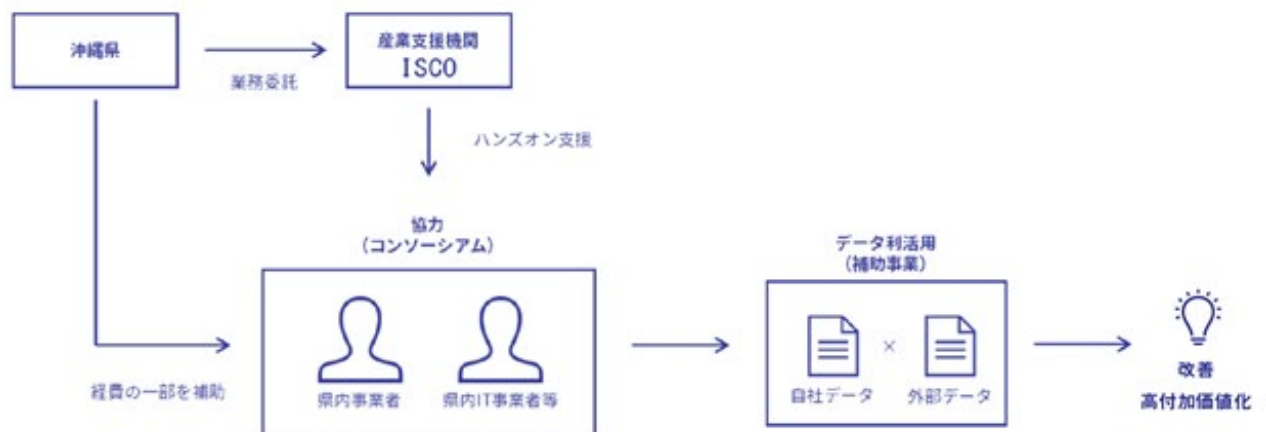 沖縄県
業務委託
産業支援機関
ISCO
ハンズオン支援
協力
（コンソーシアム）
県内事業者
県内IT事業者等
経費の一部を補助
データ利活用
（補助事業）
自社データ
×
外部データ
改善
高付加価値化